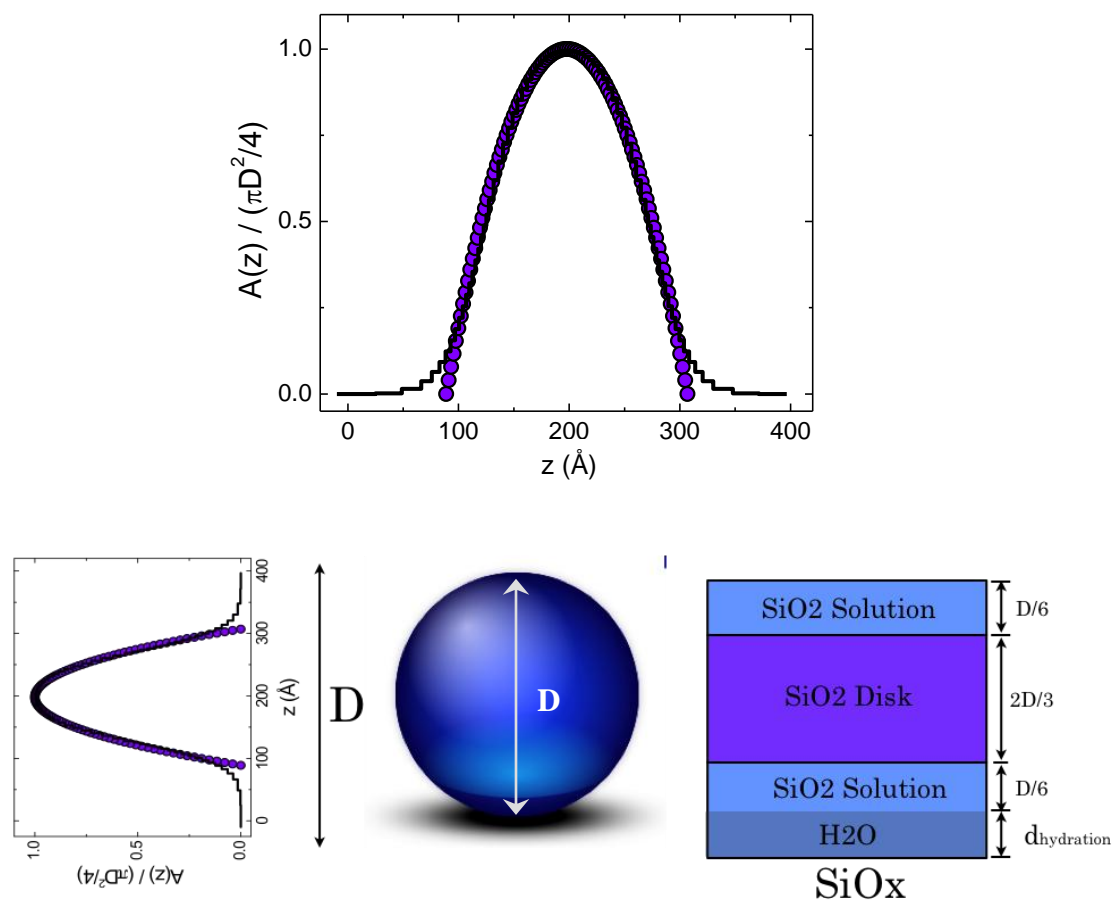 A(z) / (πD²/4)
1.0
0.5
0.0
0
100
200
300
400
z (Å)
A(z) / (πD²/4)
1.0
0.5
0.0
0
100
200
300
400
z (Å)
D
D
SiO2 Solution
D/6
SiO2 Disk
2D/3
SiO2 Solution
D/6
H2O
dhydration
SiOx